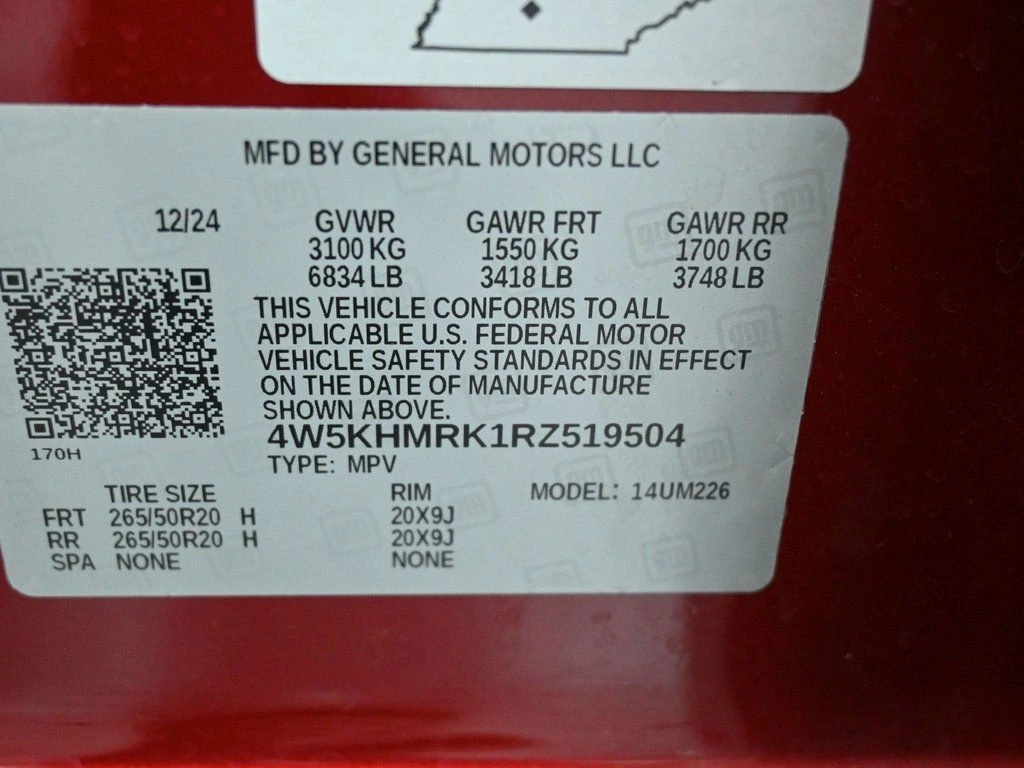 MFD BY GENERAL MOTORS LLC
12/24 GVWR GAWR FRT GAWR RR
3100 KG 1550 KG 1700 KG
6834 LB 3418 LB 3748 LB
THIS VEHICLE CONFORMS TO ALL
APPLICABLE U.S. FEDERAL MOTOR
VEHICLE SAFETY STANDARDS IN EFFECT
ON THE DATE OF MANUFACTURE
SHOWN ABOVE.
4W5KHMRK1RZ519504
170H
TYPE: MPV
TIRE SIZE RIM MODEL: 14UM226
FRT 265/50R20 H 20X9J
RR 265/50R20 H 20X9J
SPA NONE NONE